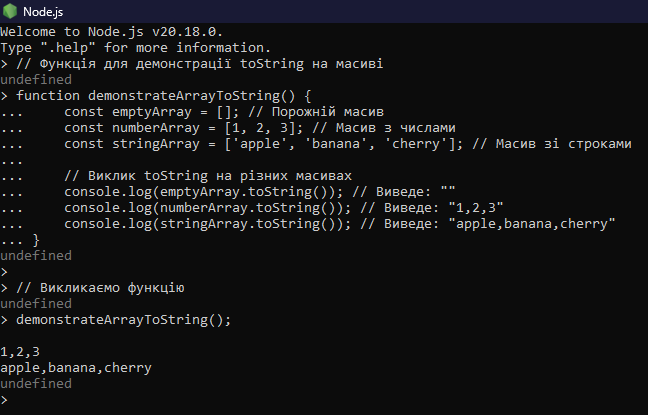 Node.js
Welcome to Node.js v20.18.0.
Type ".help" for more information.
> // Функція для демонстрації toString на масиві
undefined
> function demonstrateArrayToString() {
...     const emptyArray = []; // Порожній масив
...     const numberArray = [1, 2, 3]; // Масив з числами
...     const stringArray = ['apple', 'banana', 'cherry']; // Масив зі строками
...
...     // Виклик toString на різних масивах
...     console.log(emptyArray.toString()); // Виведе: ""
...     console.log(numberArray.toString()); // Виведе: "1,2,3"
...     console.log(stringArray.toString()); // Виведе: "apple,banana,cherry"
... }
undefined
>
> // Викликаємо функцію
undefined
> demonstrateArrayToString();

1,2,3
apple,banana,cherry
undefined
>